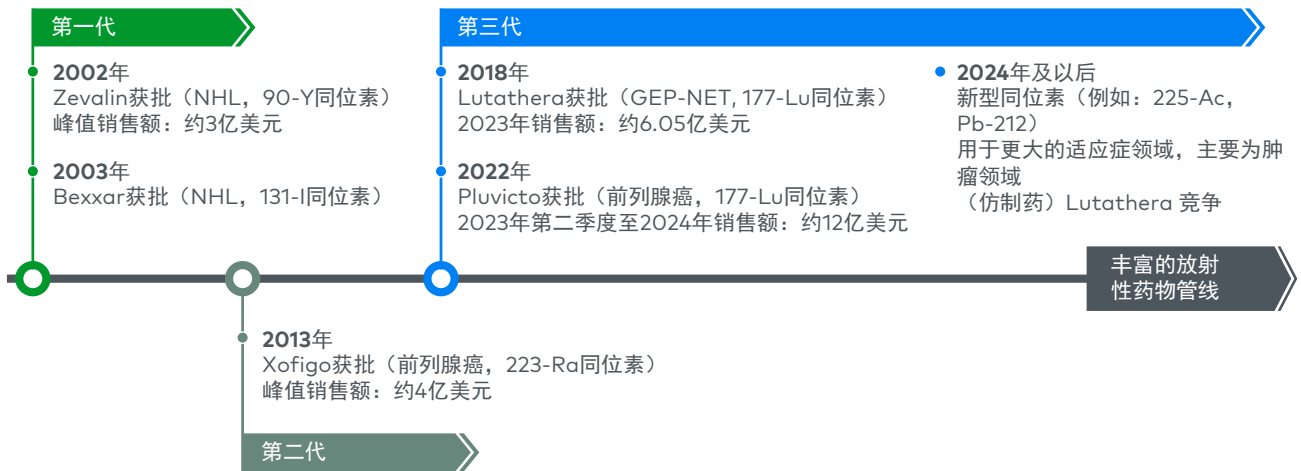 第一代
2002年
Zevalin获批（NHL，90-Y同位素）
峰值销售额：约3亿美元
2003年
Bexxar获批（NHL，131-I同位素）
第三代
2018年
Lutathera获批（GEP-NET, 177-Lu同位素）
2023年销售额：约6.05亿美元
2022年
Pluvicto获批（前列腺癌，177-Lu同位素）
2023年第二季度至2024年销售额：约12亿美元
2024年及以后
新型同位素（例如：225-Ac，
Pb-212）
用于更大的适应症领域，主要为肿
瘤领域
（仿制药）Lutathera 竞争
丰富的放射
性药物管线
2013年
Xofigo获批（前列腺癌，223-Ra同位素）
峰值销售额：约4亿美元
第二代